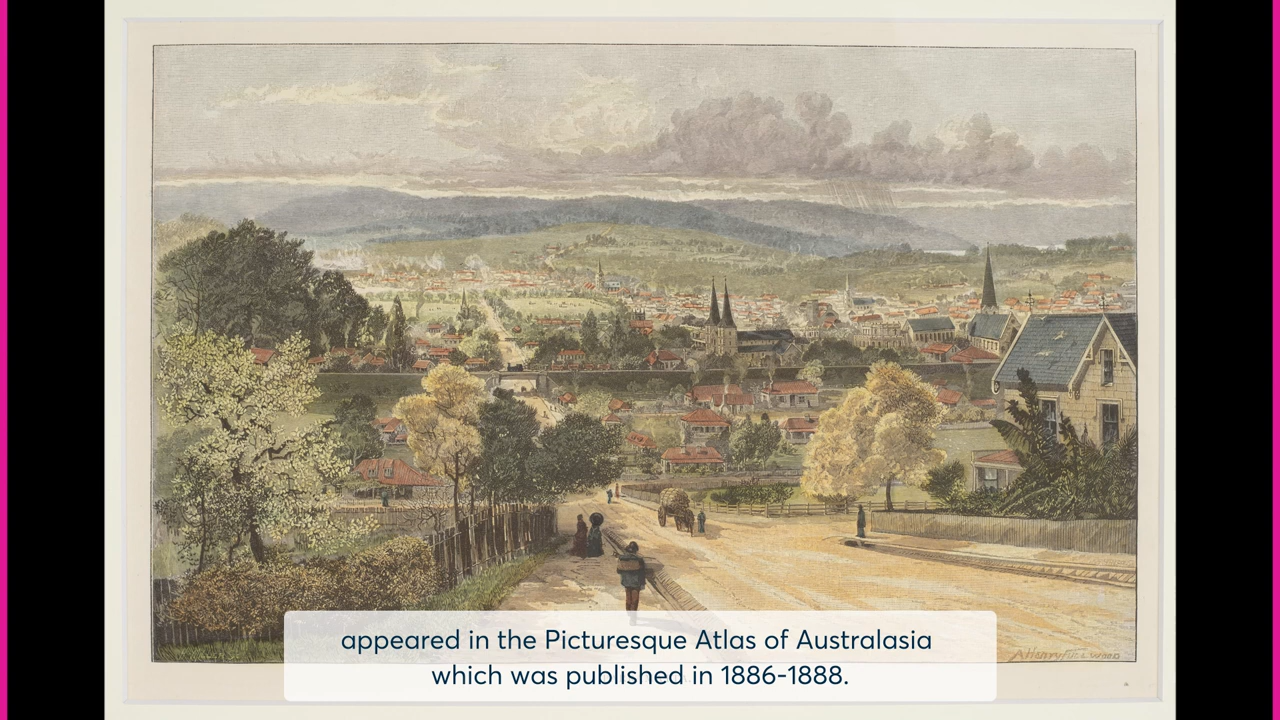 appeared in the Picturesque Atlas of Australasia
which was published in 1886-1888.